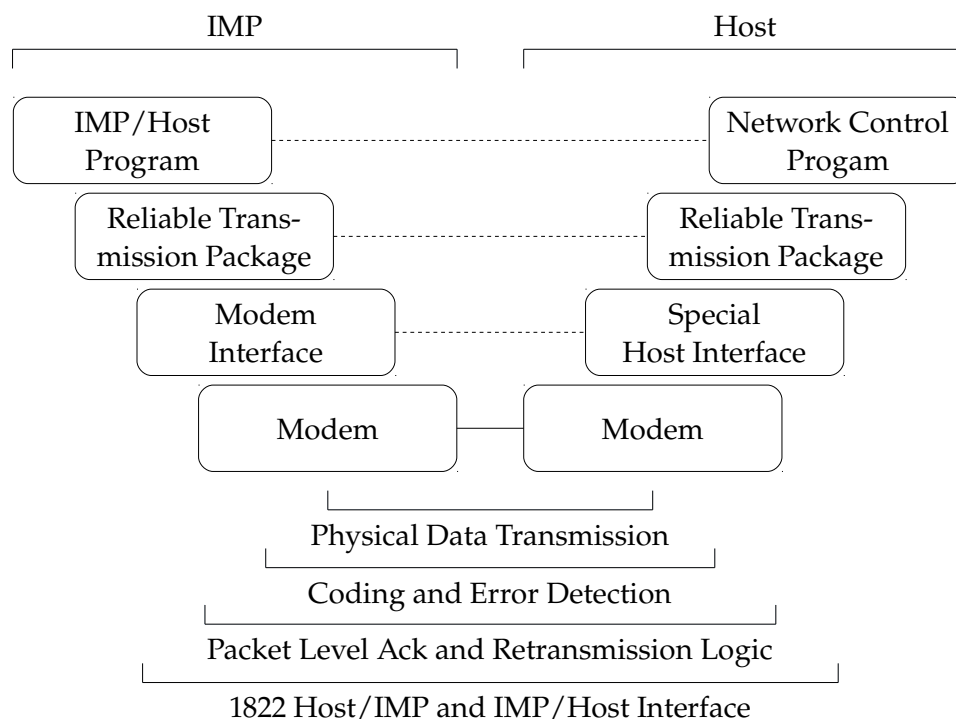 IMP
Host
IMP/Host
Program
Network Control
Progam
Reliable Trans-
mission Package
Reliable Trans-
mission Package
Modem
Interface
Special
Host Interface
Modem
Modem
Physical Data Transmission
Coding and Error Detection
Packet Level Ack and Retransmission Logic
1822 Host/IMP and IMP/Host Interface